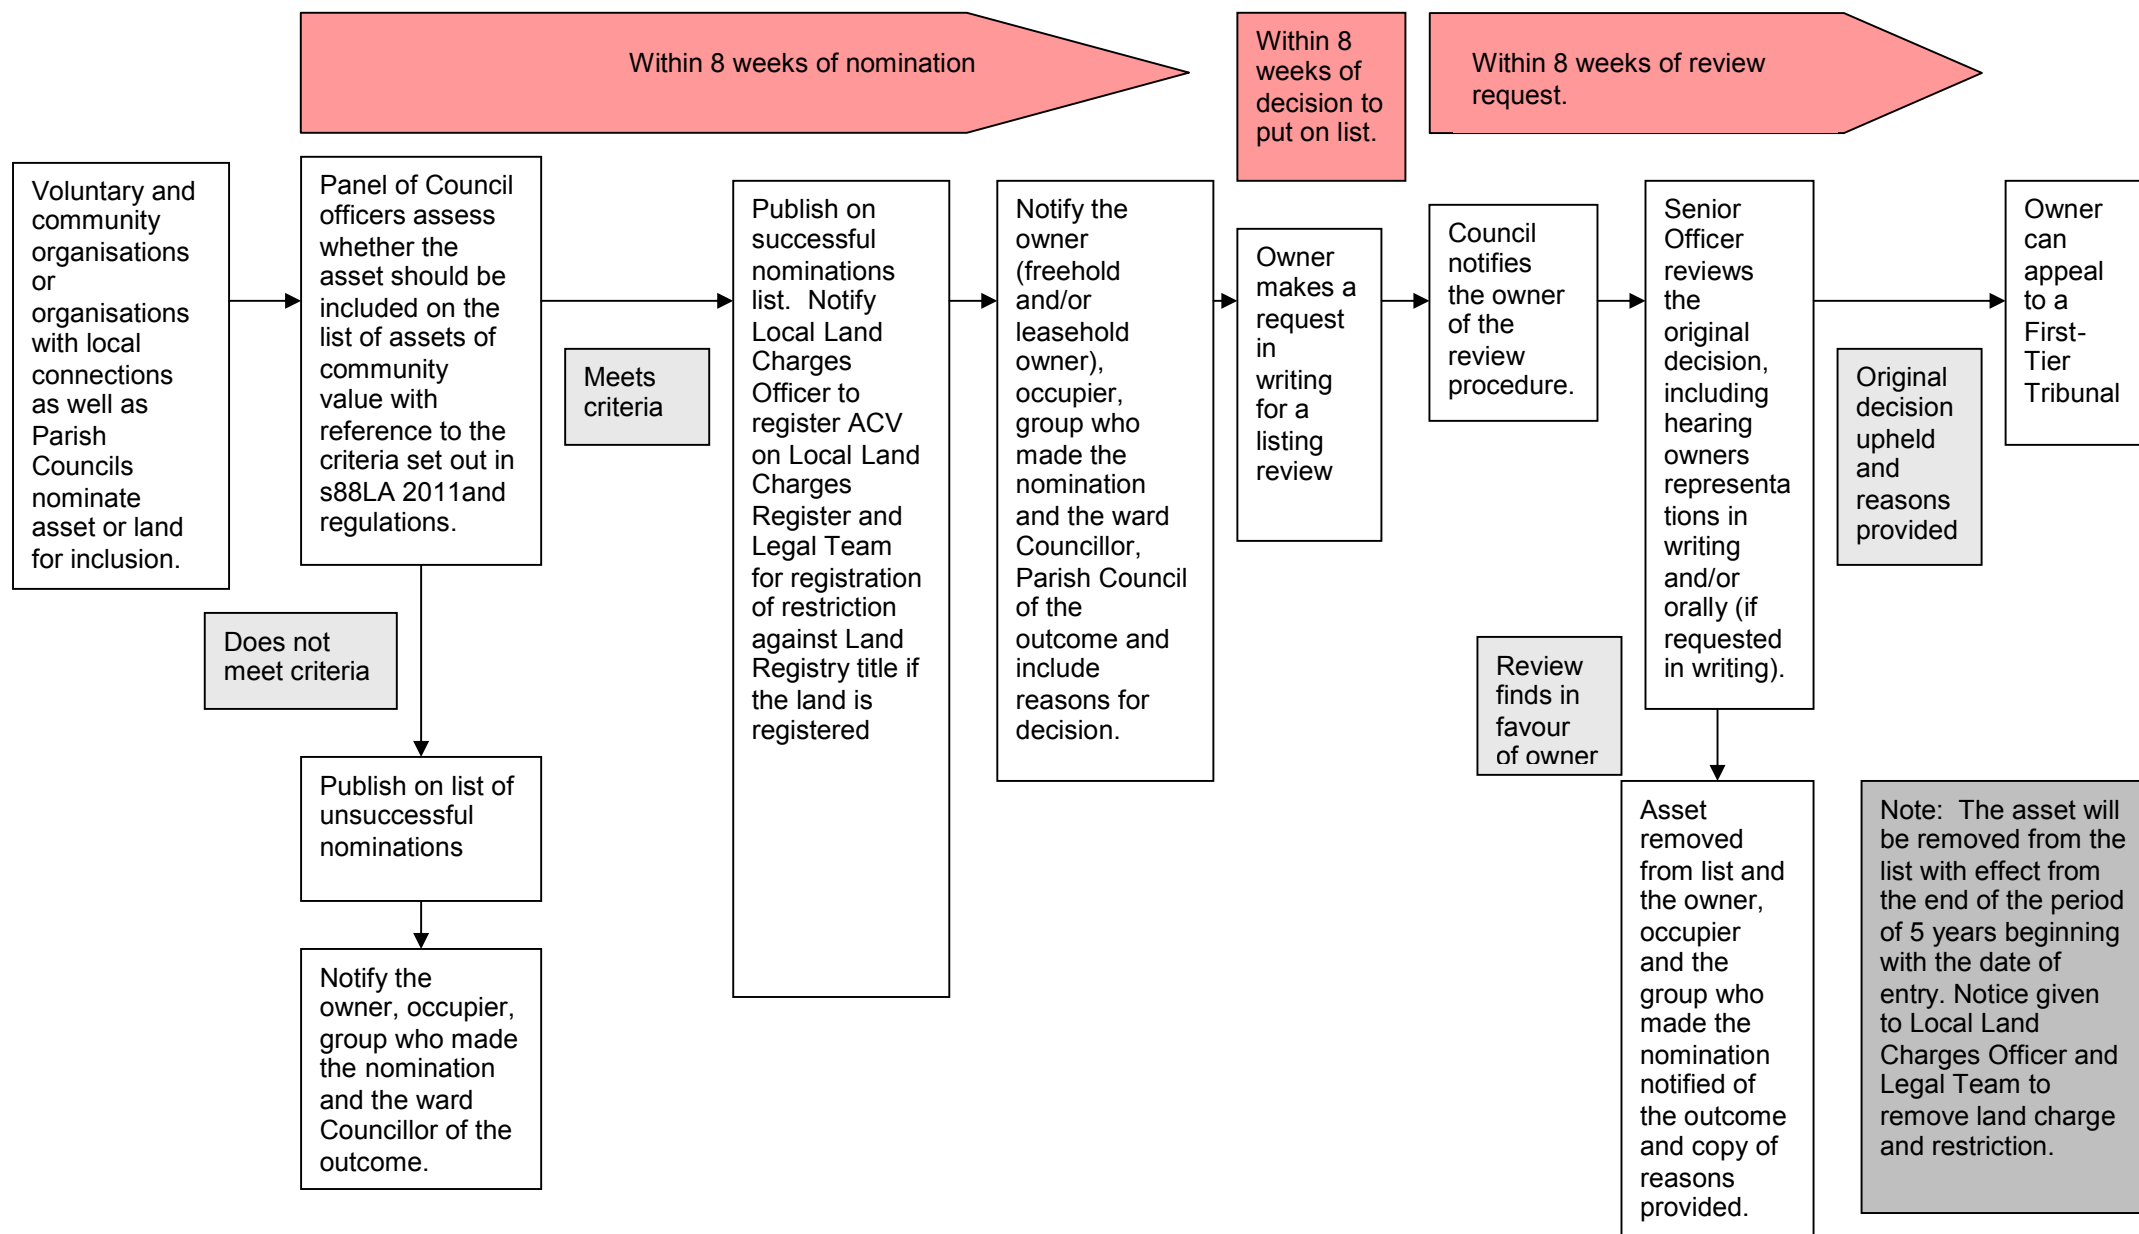 Within 8 weeks of nomination
Within 8
weeks of
decision to
put on list.
Within 8 weeks of review
request.
Voluntary and
community
organisations
or
organisations
with local
connections
as well as
Parish
Councils
nominate
asset or land
for inclusion.
Panel of Council
officers assess
whether the
asset should be
included on the
list of assets of
community
value with
reference to the
criteria set out in
s88LA 2011and
regulations.
Meets
criteria
Does not
meet criteria
Publish on list of
unsuccessful
nominations
Notify the
owner, occupier,
group who made
the nomination
and the ward
Councillor of the
outcome.
Publish on
successful
nominations
list.  Notify
Local Land
Charges
Officer to
register ACV
on Local Land
Charges
Register and
Legal Team
for registration
of restriction
against Land
Registry title if
the land is
registered
Notify the
owner
(freehold
and/or
leasehold
owner),
occupier,
group who
made the
nomination
and the ward
Councillor,
Parish Council
of the
outcome and
include
reasons for
decision.
Owner
makes a
request
in
writing
for a
listing
review
Council
notifies
the owner
of the
review
procedure.
Senior
Officer
reviews
the
original
decision,
including
hearing
owners
representa
tions in
writing
and/or
orally (if
requested
in writing).
Original
decision
upheld
and
reasons
provided
Owner
can
appeal
to a
First-
Tier
Tribunal
Review
finds in
favour
of owner
Asset
removed
from list and
the owner,
occupier
and the
group who
made the
nomination
notified of
the outcome
and copy of
reasons
provided.
Note:  The asset will
be removed from the
list with effect from
the end of the period
of 5 years beginning
with the date of
entry. Notice given
to Local Land
Charges Officer and
Legal Team to
remove land charge
and restriction.